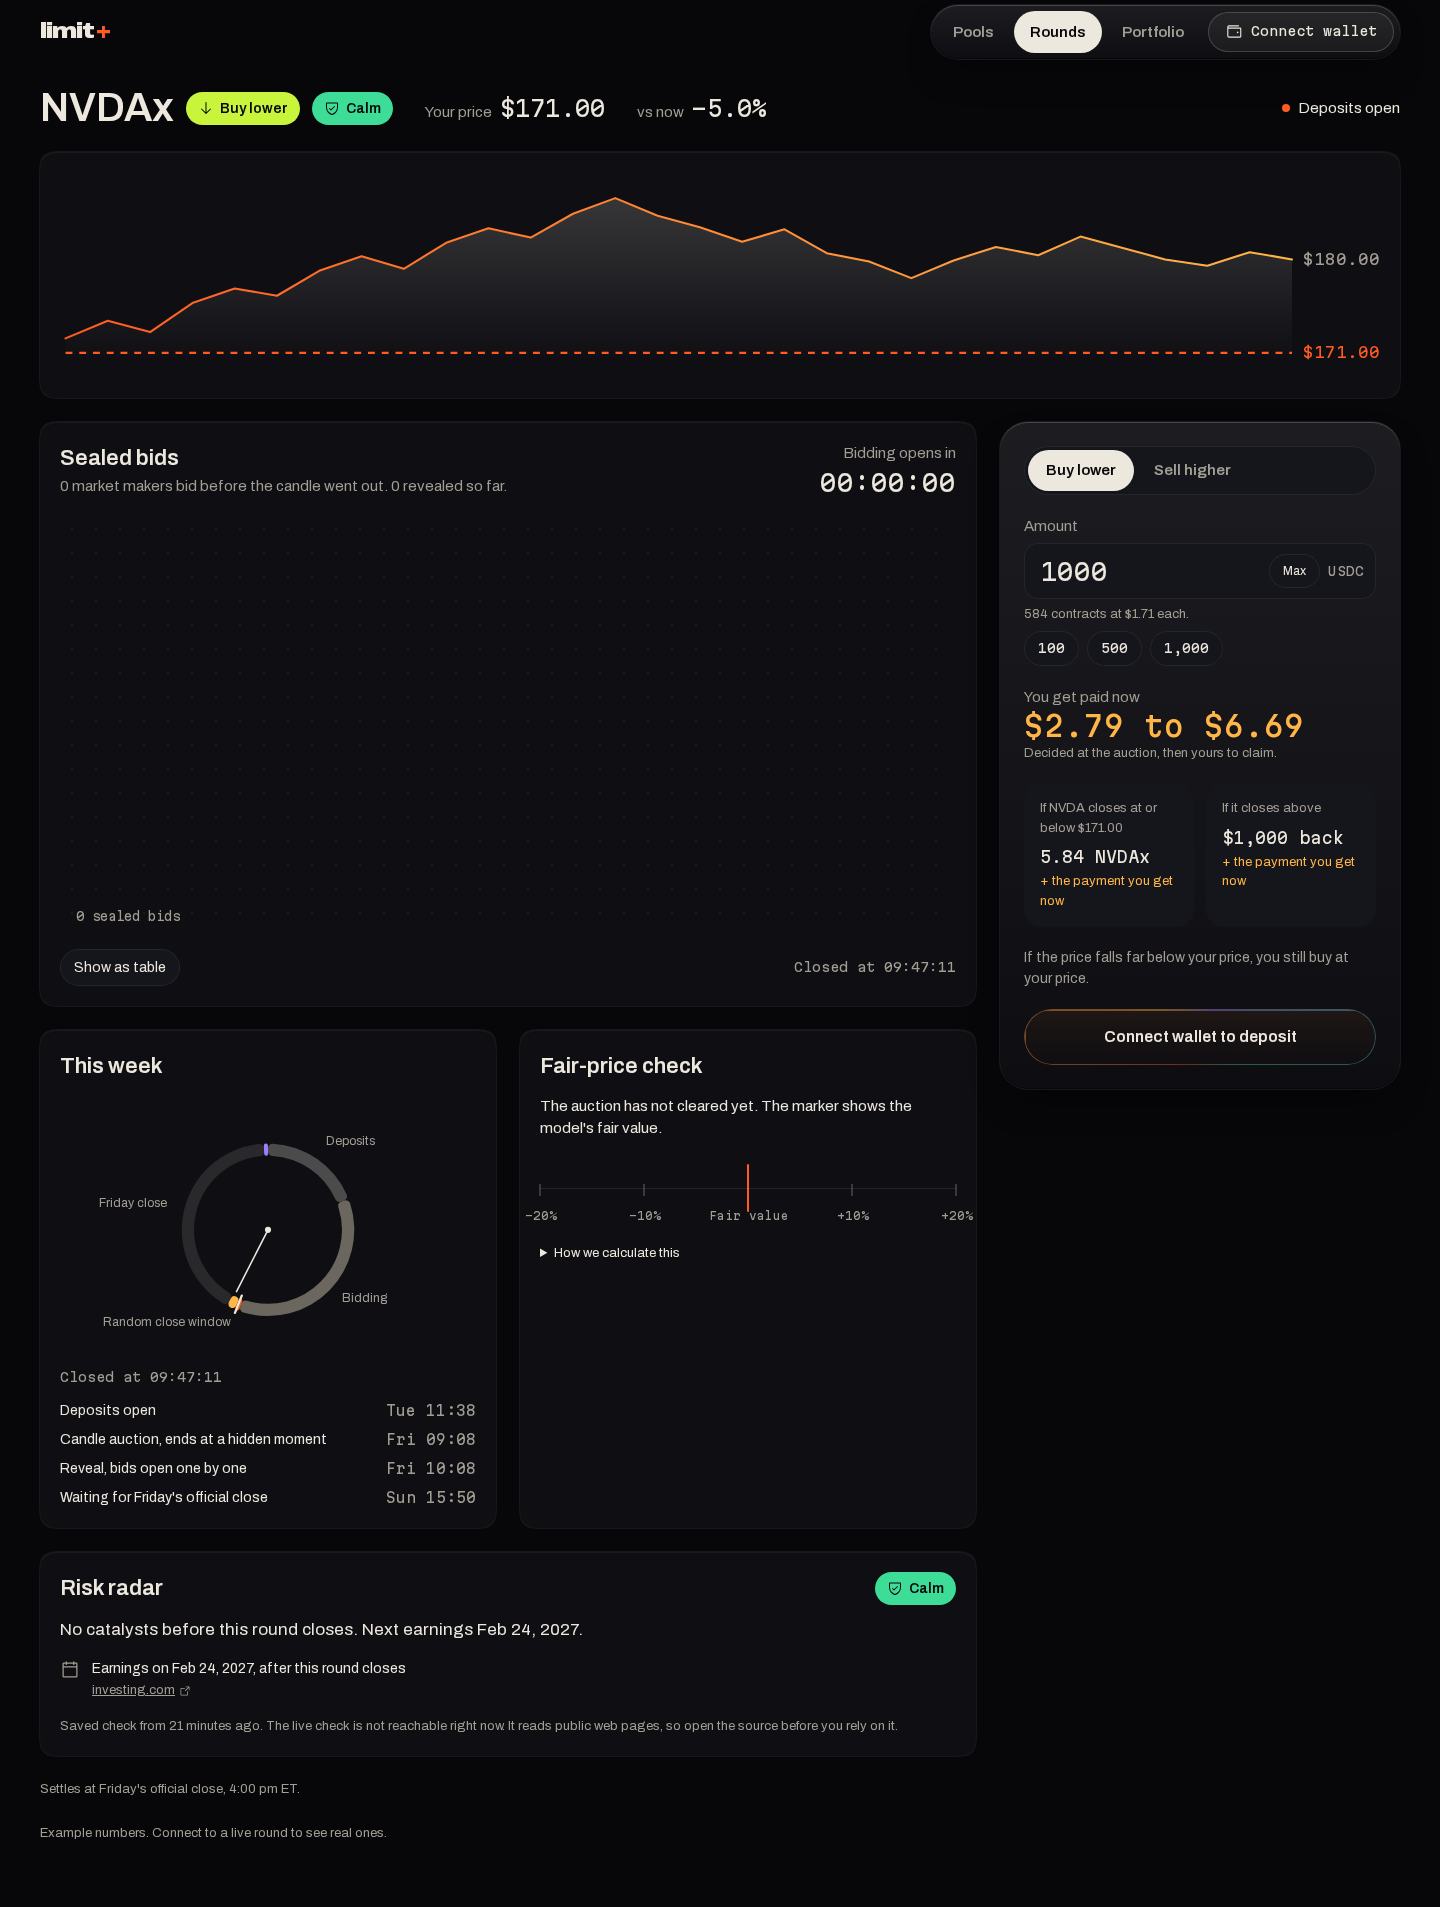 limit+
Pools
Rounds
Portfolio
Connect wallet
NVDAx
Buy lower
Calm
Your price $171.00
vs now −5.0%
Deposits open
$180.00
$171.00
Sealed bids
0 market makers bid before the candle went out. 0 revealed so far.
Bidding opens in
00:00:00
0 sealed bids
Show as table
Closed at 09:47:11
Buy lower
Sell higher
Amount
1000
Max
USDC
584 contracts at $1.71 each.
100
500
1,000
You get paid now
$2.79 to $6.69
Decided at the auction, then yours to claim.
If NVDA closes at or
below $171.00
5.84 NVDAx
+ the payment you get
now
If it closes above
$1,000 back
+ the payment you get
now
If the price falls far below your price, you still buy at
your price.
Connect wallet to deposit
This week
Deposits
Friday close
Bidding
Random close window
Closed at 09:47:11
Deposits open Tue 11:38
Candle auction, ends at a hidden moment Fri 09:08
Reveal, bids open one by one Fri 10:08
Waiting for Friday's official close Sun 15:50
Fair-price check
The auction has not cleared yet. The marker shows the
model's fair value.
−20%
−10%
Fair value
+10%
+20%
How we calculate this
Risk radar
Calm
No catalysts before this round closes. Next earnings Feb 24, 2027.
Earnings on Feb 24, 2027, after this round closes
investing.com
Saved check from 21 minutes ago. The live check is not reachable right now. It reads public web pages, so open the source before you rely on it.
Settles at Friday's official close, 4:00 pm ET.
Example numbers. Connect to a live round to see real ones.